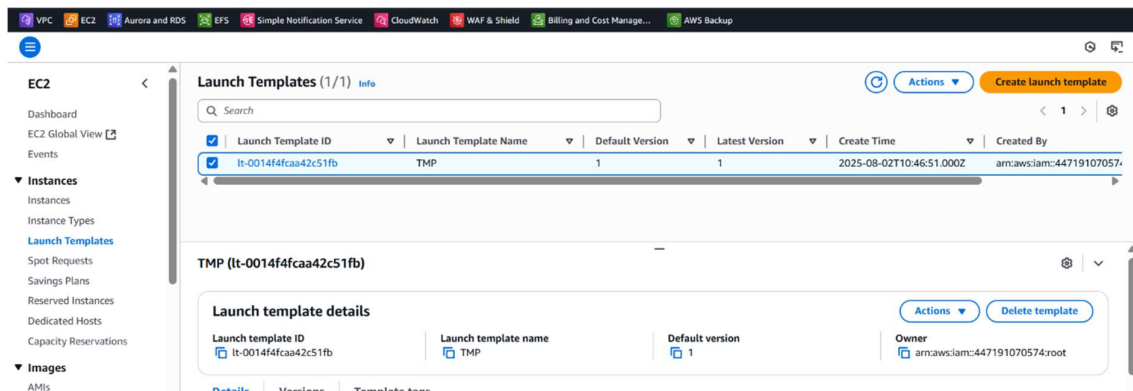 VPC EC2 Aurora and RDS EFS Simple Notification Service CloudWatch WAF & Shield Billing and Cost Manage... AWS Backup
EC2
Dashboard
EC2 Global View
Events
Instances
Instances
Instance Types
Launch Templates
Spot Requests
Savings Plans
Reserved Instances
Dedicated Hosts
Capacity Reservations
Images
AMIs
Launch Templates (1/1) Info
Actions
Create launch template
Search
1
Launch Template ID Launch Template Name Default Version Latest Version Create Time Created By
lt-0014f4fcaa42c51fb TMP 1 1 2025-08-02T10:46:51.000Z arn:aws:iam::447191070574
TMP (lt-0014f4fcaa42c51fb)
Launch template details
Actions
Delete template
Launch template ID Launch template name Default version Owner
lt-0014f4fcaa42c51fb TMP 1 arn:aws:iam::447191070574:root
Details Versions Template tags